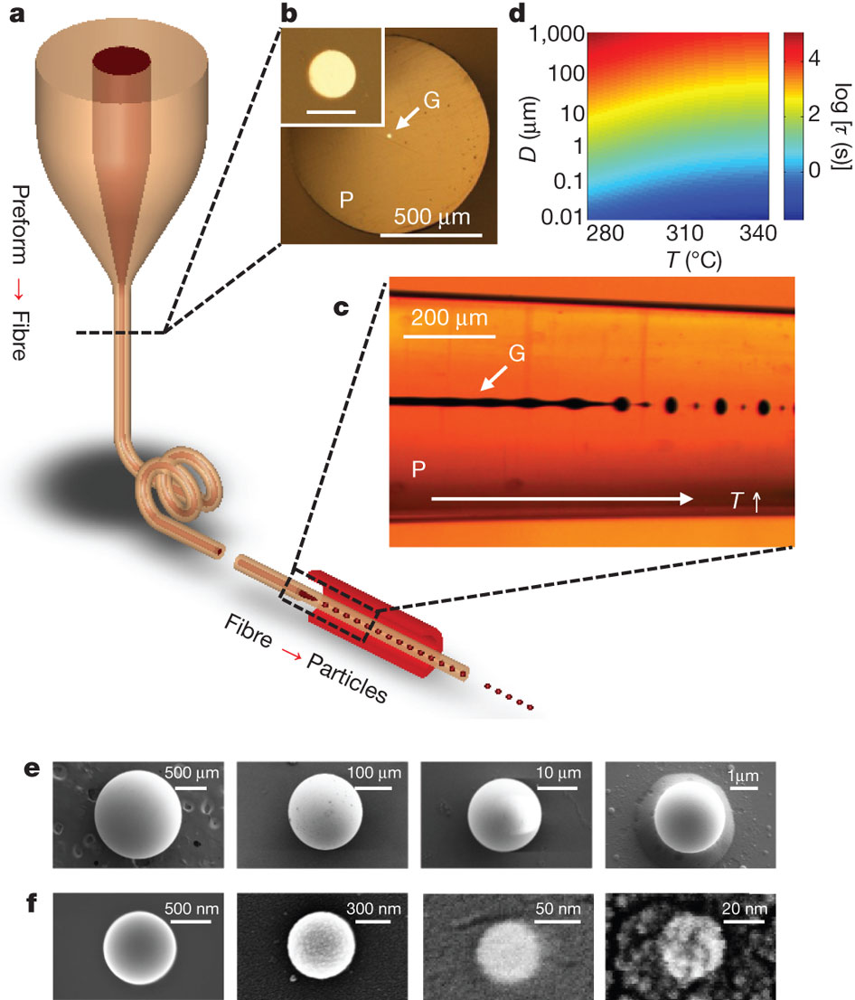 a
Preform → Fibre
Fibre → Particles
b
G
P
500 µm
c
200 µm
G
P
T ↑
d
1,000
100
10
1
0.1
0.01
D (µm)
280 310 340
T (°C)
4
2
0
log [τ (s)]
e
500 µm
100 µm
10 µm
1µm
f
500 nm
300 nm
50 nm
20 nm